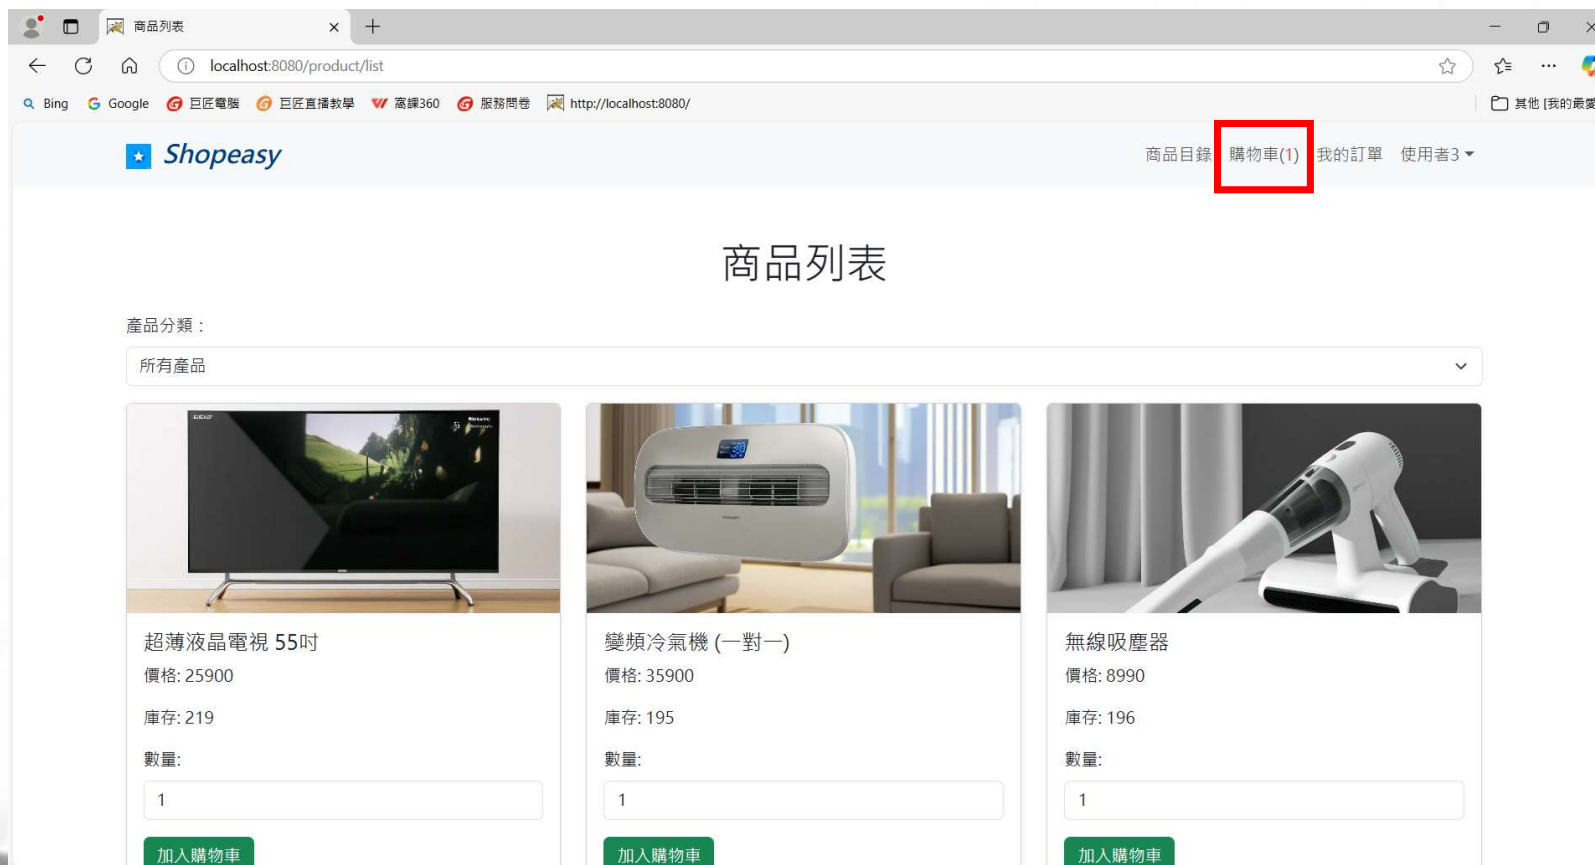 商品列表
localhost:8080/product/list
Bing Google 巨匠電腦 巨匠直播教學 窩課360 服務問卷 http://localhost:8080/ 其他 [我的最愛
Shopeasy 商品目錄 購物車(1) 我的訂單 使用者3
商品列表
產品分類：
所有產品
超薄液晶電視 55吋
價格: 25900
庫存: 219
數量:
1
加入購物車
變頻冷氣機 (一對一)
價格: 35900
庫存: 195
數量:
1
加入購物車
無線吸塵器
價格: 8990
庫存: 196
數量:
1
加入購物車